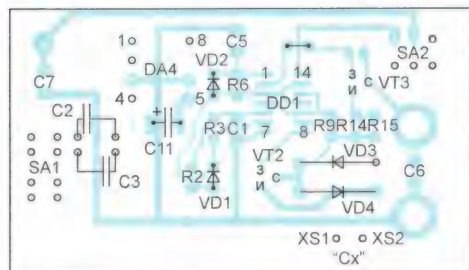 1 8 C5 SA2
C7 DA4 VD2 1 14 з с VT3
C2 4 5 R6 и
+ DD1
SA1 C11 R3 C1 7 8 R9 R14 R15
VT2 VD3
C3 R2 з и с C6
VD1 VD4
XS1 XS2
"Cx"